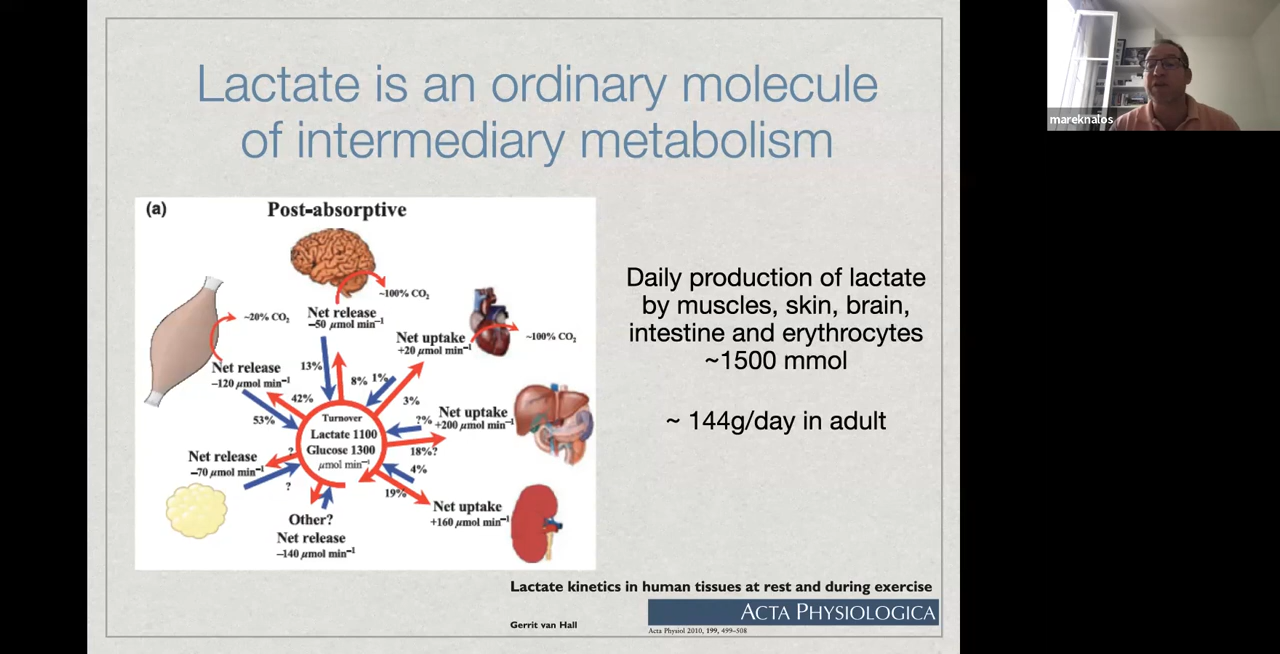 mareknalos
Lactate is an ordinary molecule
of intermediary metabolism
(a)
Post-absorptive
~100% CO₂
Net release
−50 µmol min⁻¹
~20% CO₂
Net release
−120 µmol min⁻¹
Net uptake
+20 µmol min⁻¹
~100% CO₂
13%
8%
1%
3%
42%
53%
Turnover
Lactate 1100
Glucose 1300
µmol min⁻¹
?%
Net uptake
+200 µmol min⁻¹
18%?
4%
19%
Net uptake
+160 µmol min⁻¹
Net release
−70 µmol min⁻¹
?
?
Other?
Net release
−140 µmol min⁻¹
Daily production of lactate
by muscles, skin, brain,
intestine and erythrocytes
~1500 mmol
~ 144g/day in adult
Lactate kinetics in human tissues at rest and during exercise
ACTA PHYSIOLOGICA
Gerrit van Hall
Acta Physiol 2010, 199, 499–508